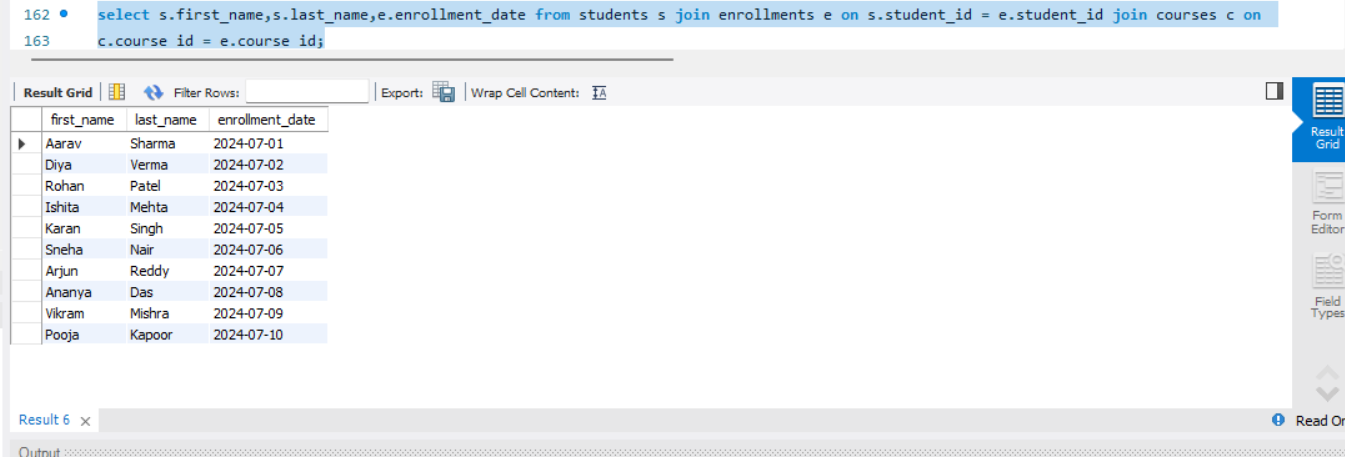 162 select s.first_name,s.last_name,e.enrollment_date from students s join enrollments e on s.student_id = e.student_id join courses c on
163 c.course_id = e.course_id;
Result Grid Filter Rows: Export: Wrap Cell Content: IA
first_name last_name enrollment_date
Aarav Sharma 2024-07-01
Diya Verma 2024-07-02
Rohan Patel 2024-07-03
Ishita Mehta 2024-07-04
Karan Singh 2024-07-05
Sneha Nair 2024-07-06
Arjun Reddy 2024-07-07
Ananya Das 2024-07-08
Vikram Mishra 2024-07-09
Pooja Kapoor 2024-07-10
Result
Grid
Form
Editor
Field
Types
Result 6 Read On
Output